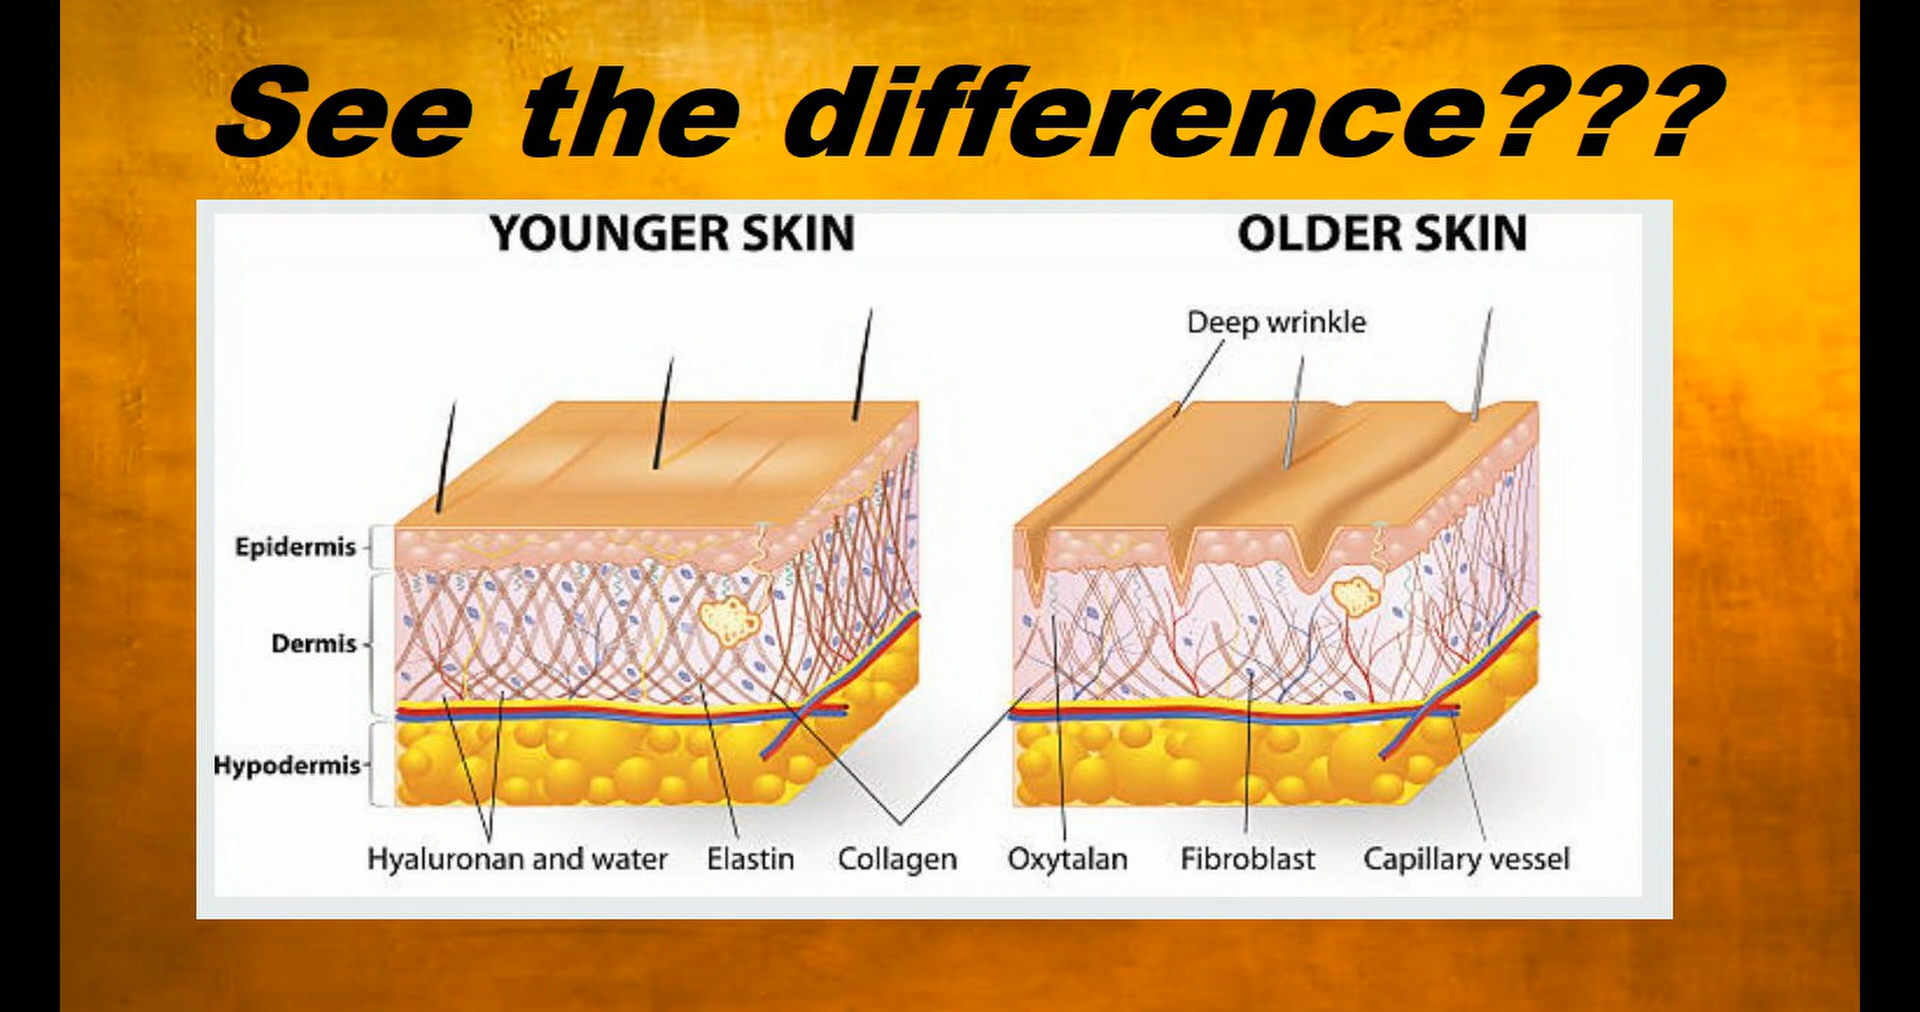 See the difference???
YOUNGER SKIN
OLDER SKIN
Deep wrinkle
Epidermis
Dermis
Hypodermis
Hyaluronan and water
Elastin
Collagen
Oxytalan
Fibroblast
Capillary vessel